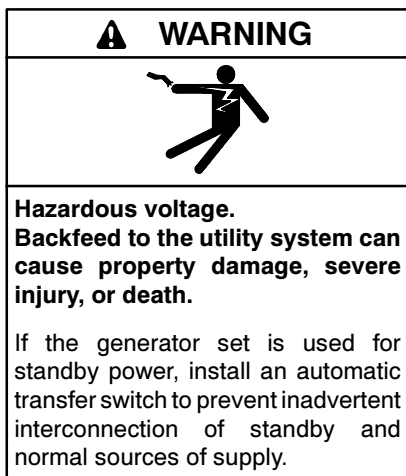 WARNING
Hazardous voltage.
Backfeed to the utility system can
cause property damage, severe
injury, or death.
If the generator set is used for
standby power, install an automatic
transfer switch to prevent inadvertent
interconnection of standby and
normal sources of supply.